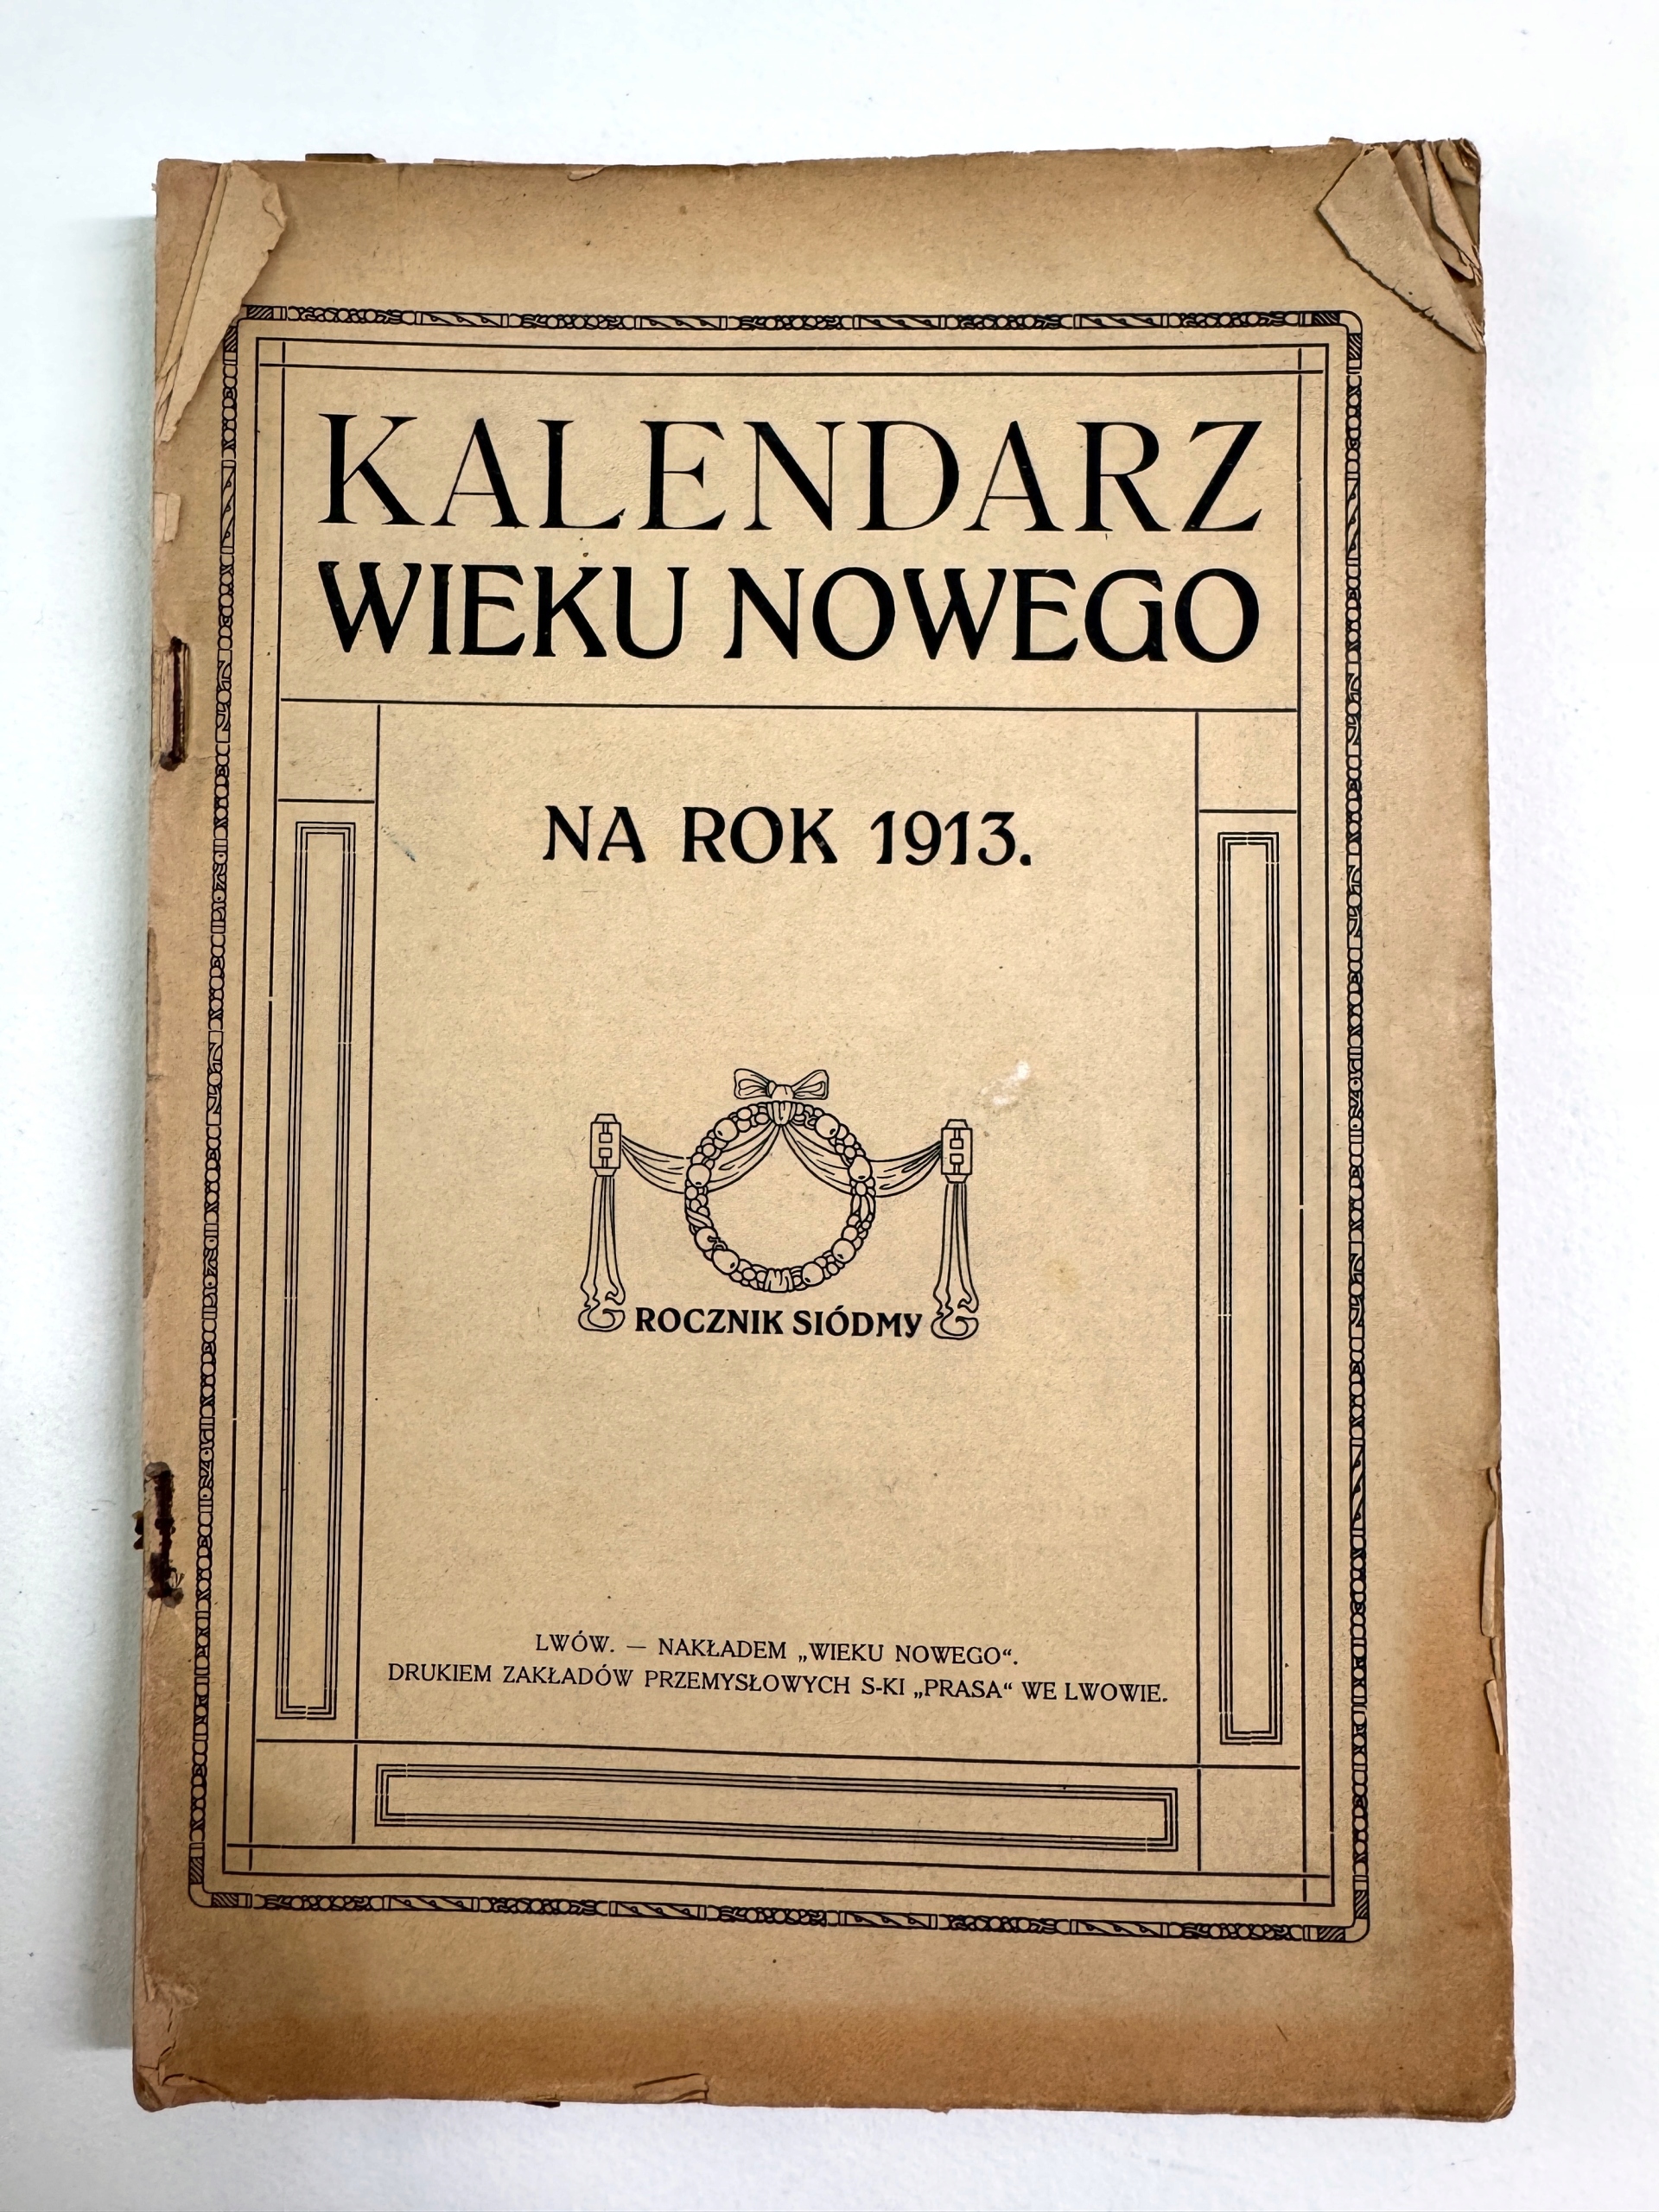 KALENDARZ
WIEKU NOWEGO
NA ROK 1913.
ROCZNIK SIÓDMY
LWÓW. — NAKŁADEM „WIEKU NOWEGO“.
DRUKIEM ZAKŁADÓW PRZEMYSŁOWYCH S-KI „PRASA“ WE LWOWIE.